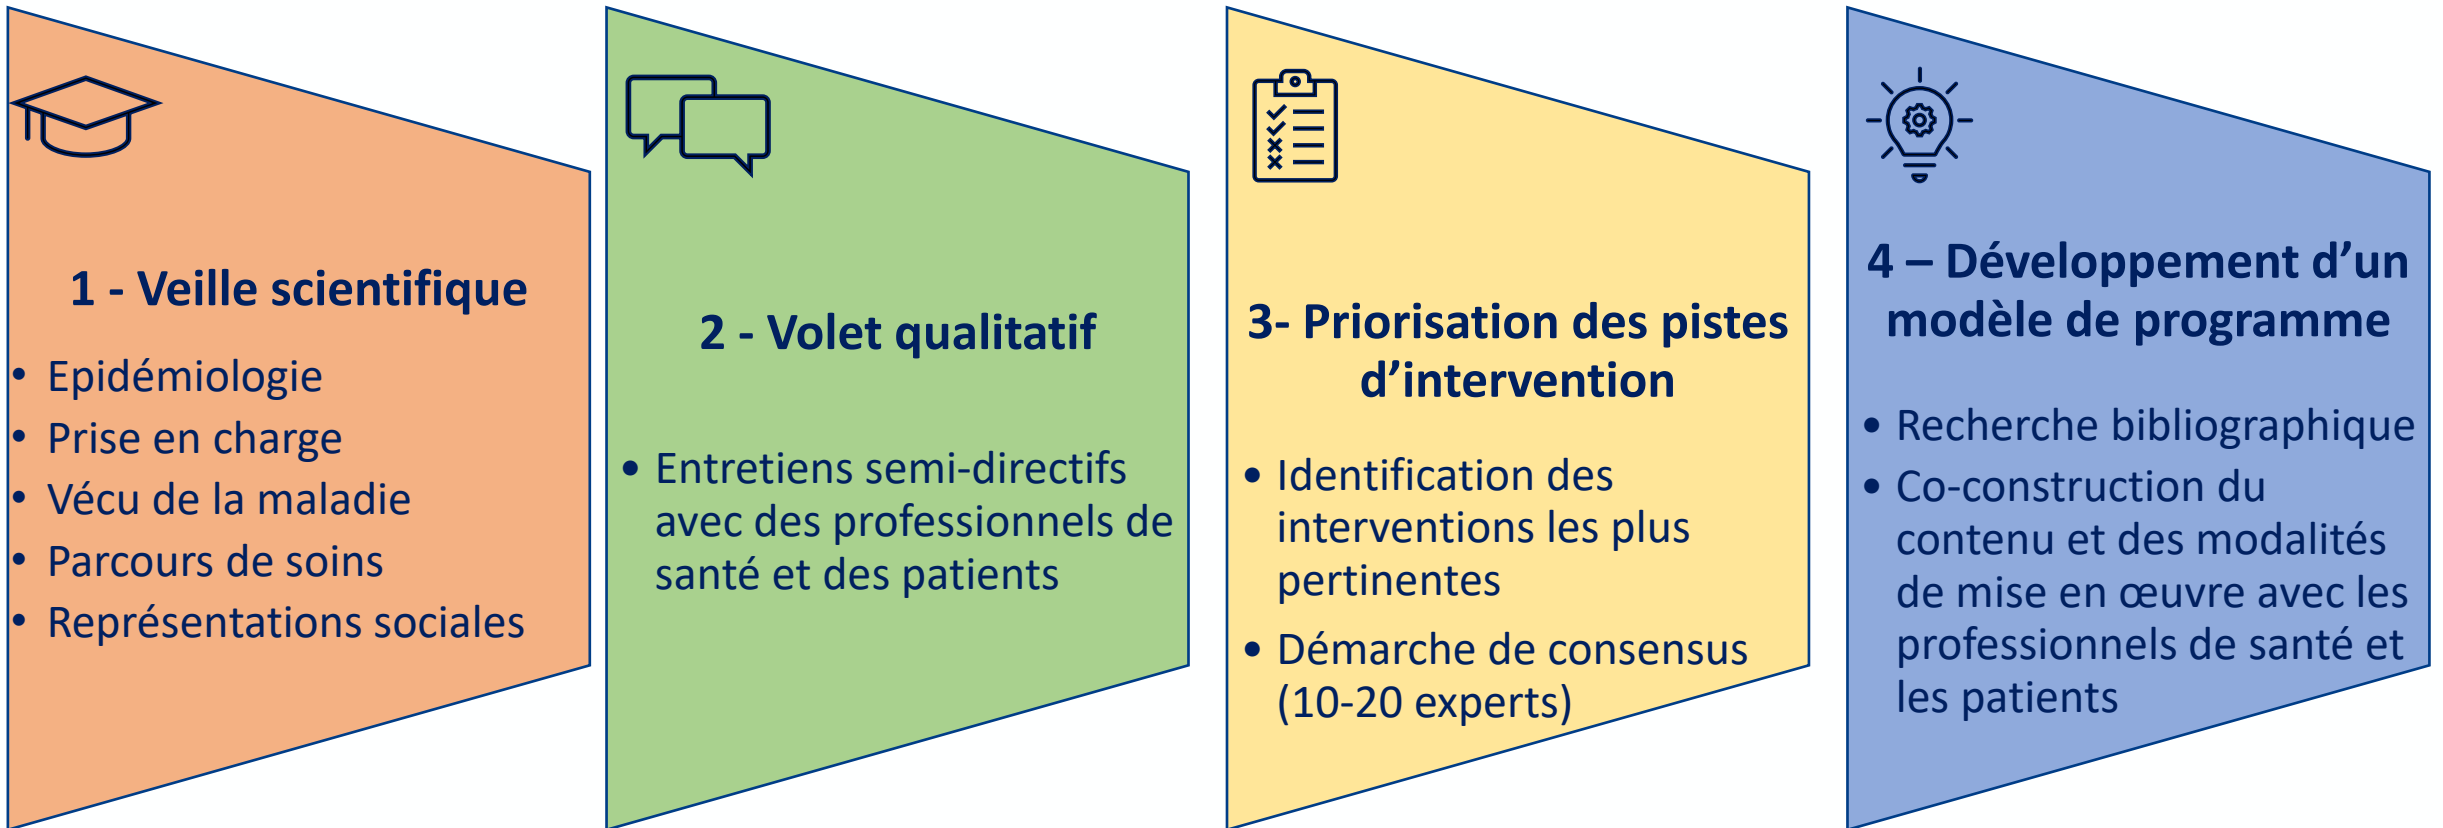 1 - Veille scientifique
• Epidémiologie
• Prise en charge
• Vécu de la maladie
• Parcours de soins
• Représentations sociales
2 - Volet qualitatif
• Entretiens semi-directifs
avec des professionnels de
santé et des patients
3- Priorisation des pistes
d’intervention
• Identification des
interventions les plus
pertinentes
• Démarche de consensus
(10-20 experts)
4 – Développement d’un
modèle de programme
• Recherche bibliographique
• Co-construction du
contenu et des modalités
de mise en œuvre avec les
professionnels de santé et
les patients